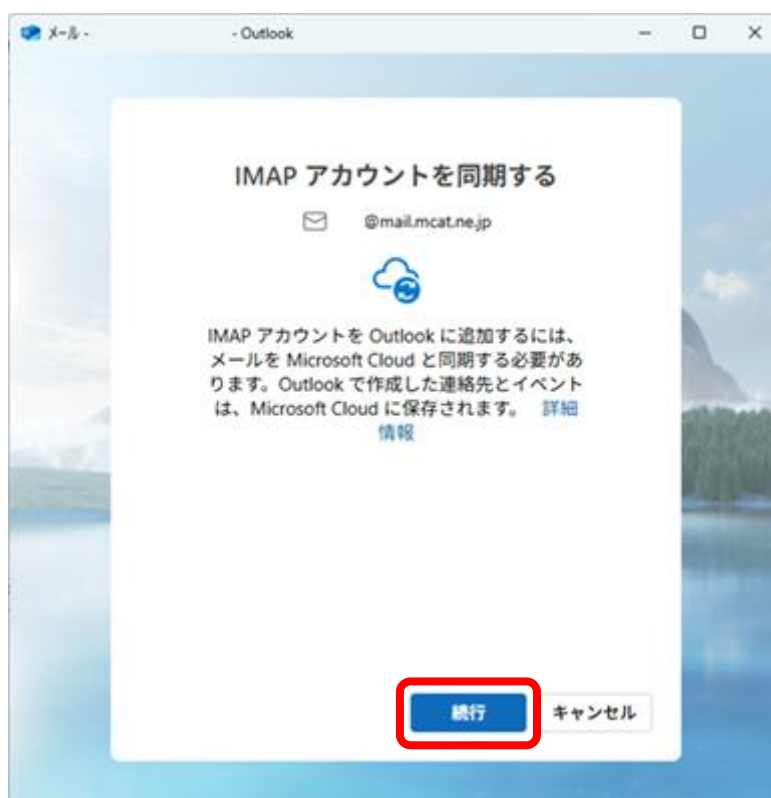 メール - - Outlook
IMAP アカウントを同期する
@mail.mcat.ne.jp
IMAP アカウントを Outlook に追加するには、
メールを Microsoft Cloud と同期する必要があ
ります。Outlook で作成した連絡先とイベント
は、Microsoft Cloud に保存されます。 詳細
情報
続行 キャンセル